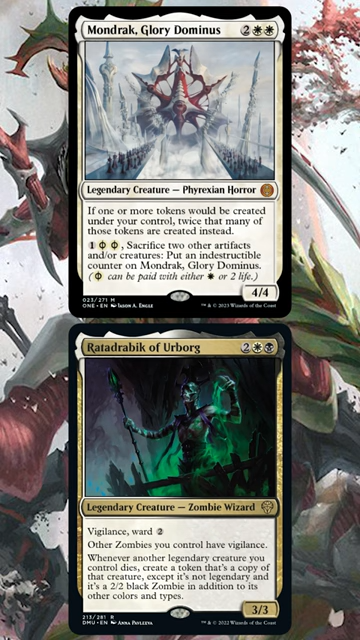 Mondrak, Glory Dominus 2
Legendary Creature — Phyrexian Horror
If one or more tokens would be created
under your control, twice that many of
those tokens are created instead.
1 , Sacrifice two other artifacts
and/or creatures: Put an indestructible
counter on Mondrak, Glory Dominus.
( can be paid with either or 2 life.)
4/4
023/271 M
ONE • EN Jason A. Engle
™ & © 2023 Wizards of the Coast
Ratadrabik of Urborg 2
Legendary Creature — Zombie Wizard
Vigilance, ward 2
Other Zombies you control have vigilance.
Whenever another legendary creature you
control dies, create a token that's a copy of
that creature, except it's not legendary and
it's a 2/2 black Zombie in addition to its
other colors and types.
3/3
213/281 R
DMU • EN Anna Pavleeva
™ & © 2022 Wizards of the Coast